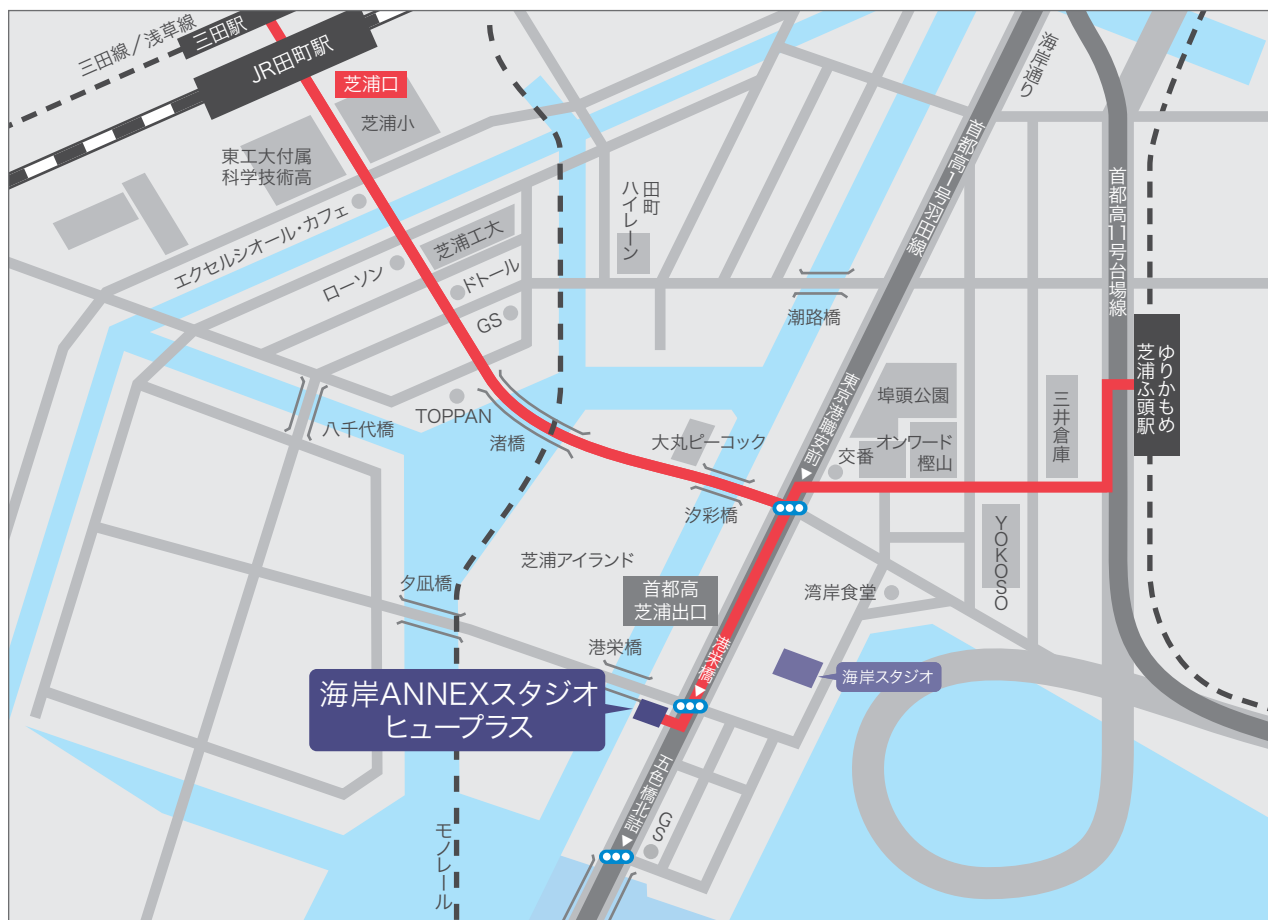 三田線／浅草線
三田駅
JR田町駅
芝浦口
芝浦小
東工大付属
科学技術高
エクセルシオール・カフェ
ローソン
芝浦工大
ドトール
GS
田町
ハイレーン
海岸通り
首都高1号羽田線
首都高11号台場線
潮路橋
ゆりかもめ
芝浦ふ頭駅
八千代橋
TOPPAN
渚橋
大丸ピーコック
汐彩橋
東京港職安前
埠頭公園
交番
オンワード
樫山
三井倉庫
YOKOSO
芝浦アイランド
夕凪橋
首都高
芝浦出口
湾岸食堂
港栄橋
港栄橋
海岸スタジオ
海岸ANNEXスタジオ
ヒュープラス
五色橋北詰
GS
モノレール